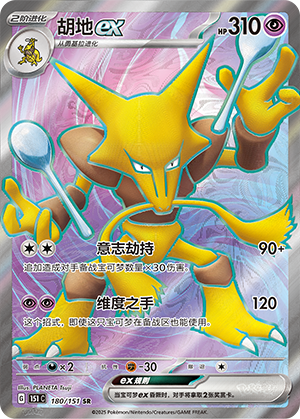 2阶进化
胡地ex
HP 310
从勇基拉进化
意志劫持 90+
追加造成对手备战宝可梦数量×30伤害。
维度之手 120
这个招式,即使这只宝可梦在备战区也能使用。
×2
抗性 -30
ex规则
当宝可梦ex【昏厥】时,对手将拿取2张奖赏卡。
Illus. PLANETA Tsuji
G 151 C 180/151 SR
©2025 Pokémon/Nintendo/Creatures/GAME FREAK.